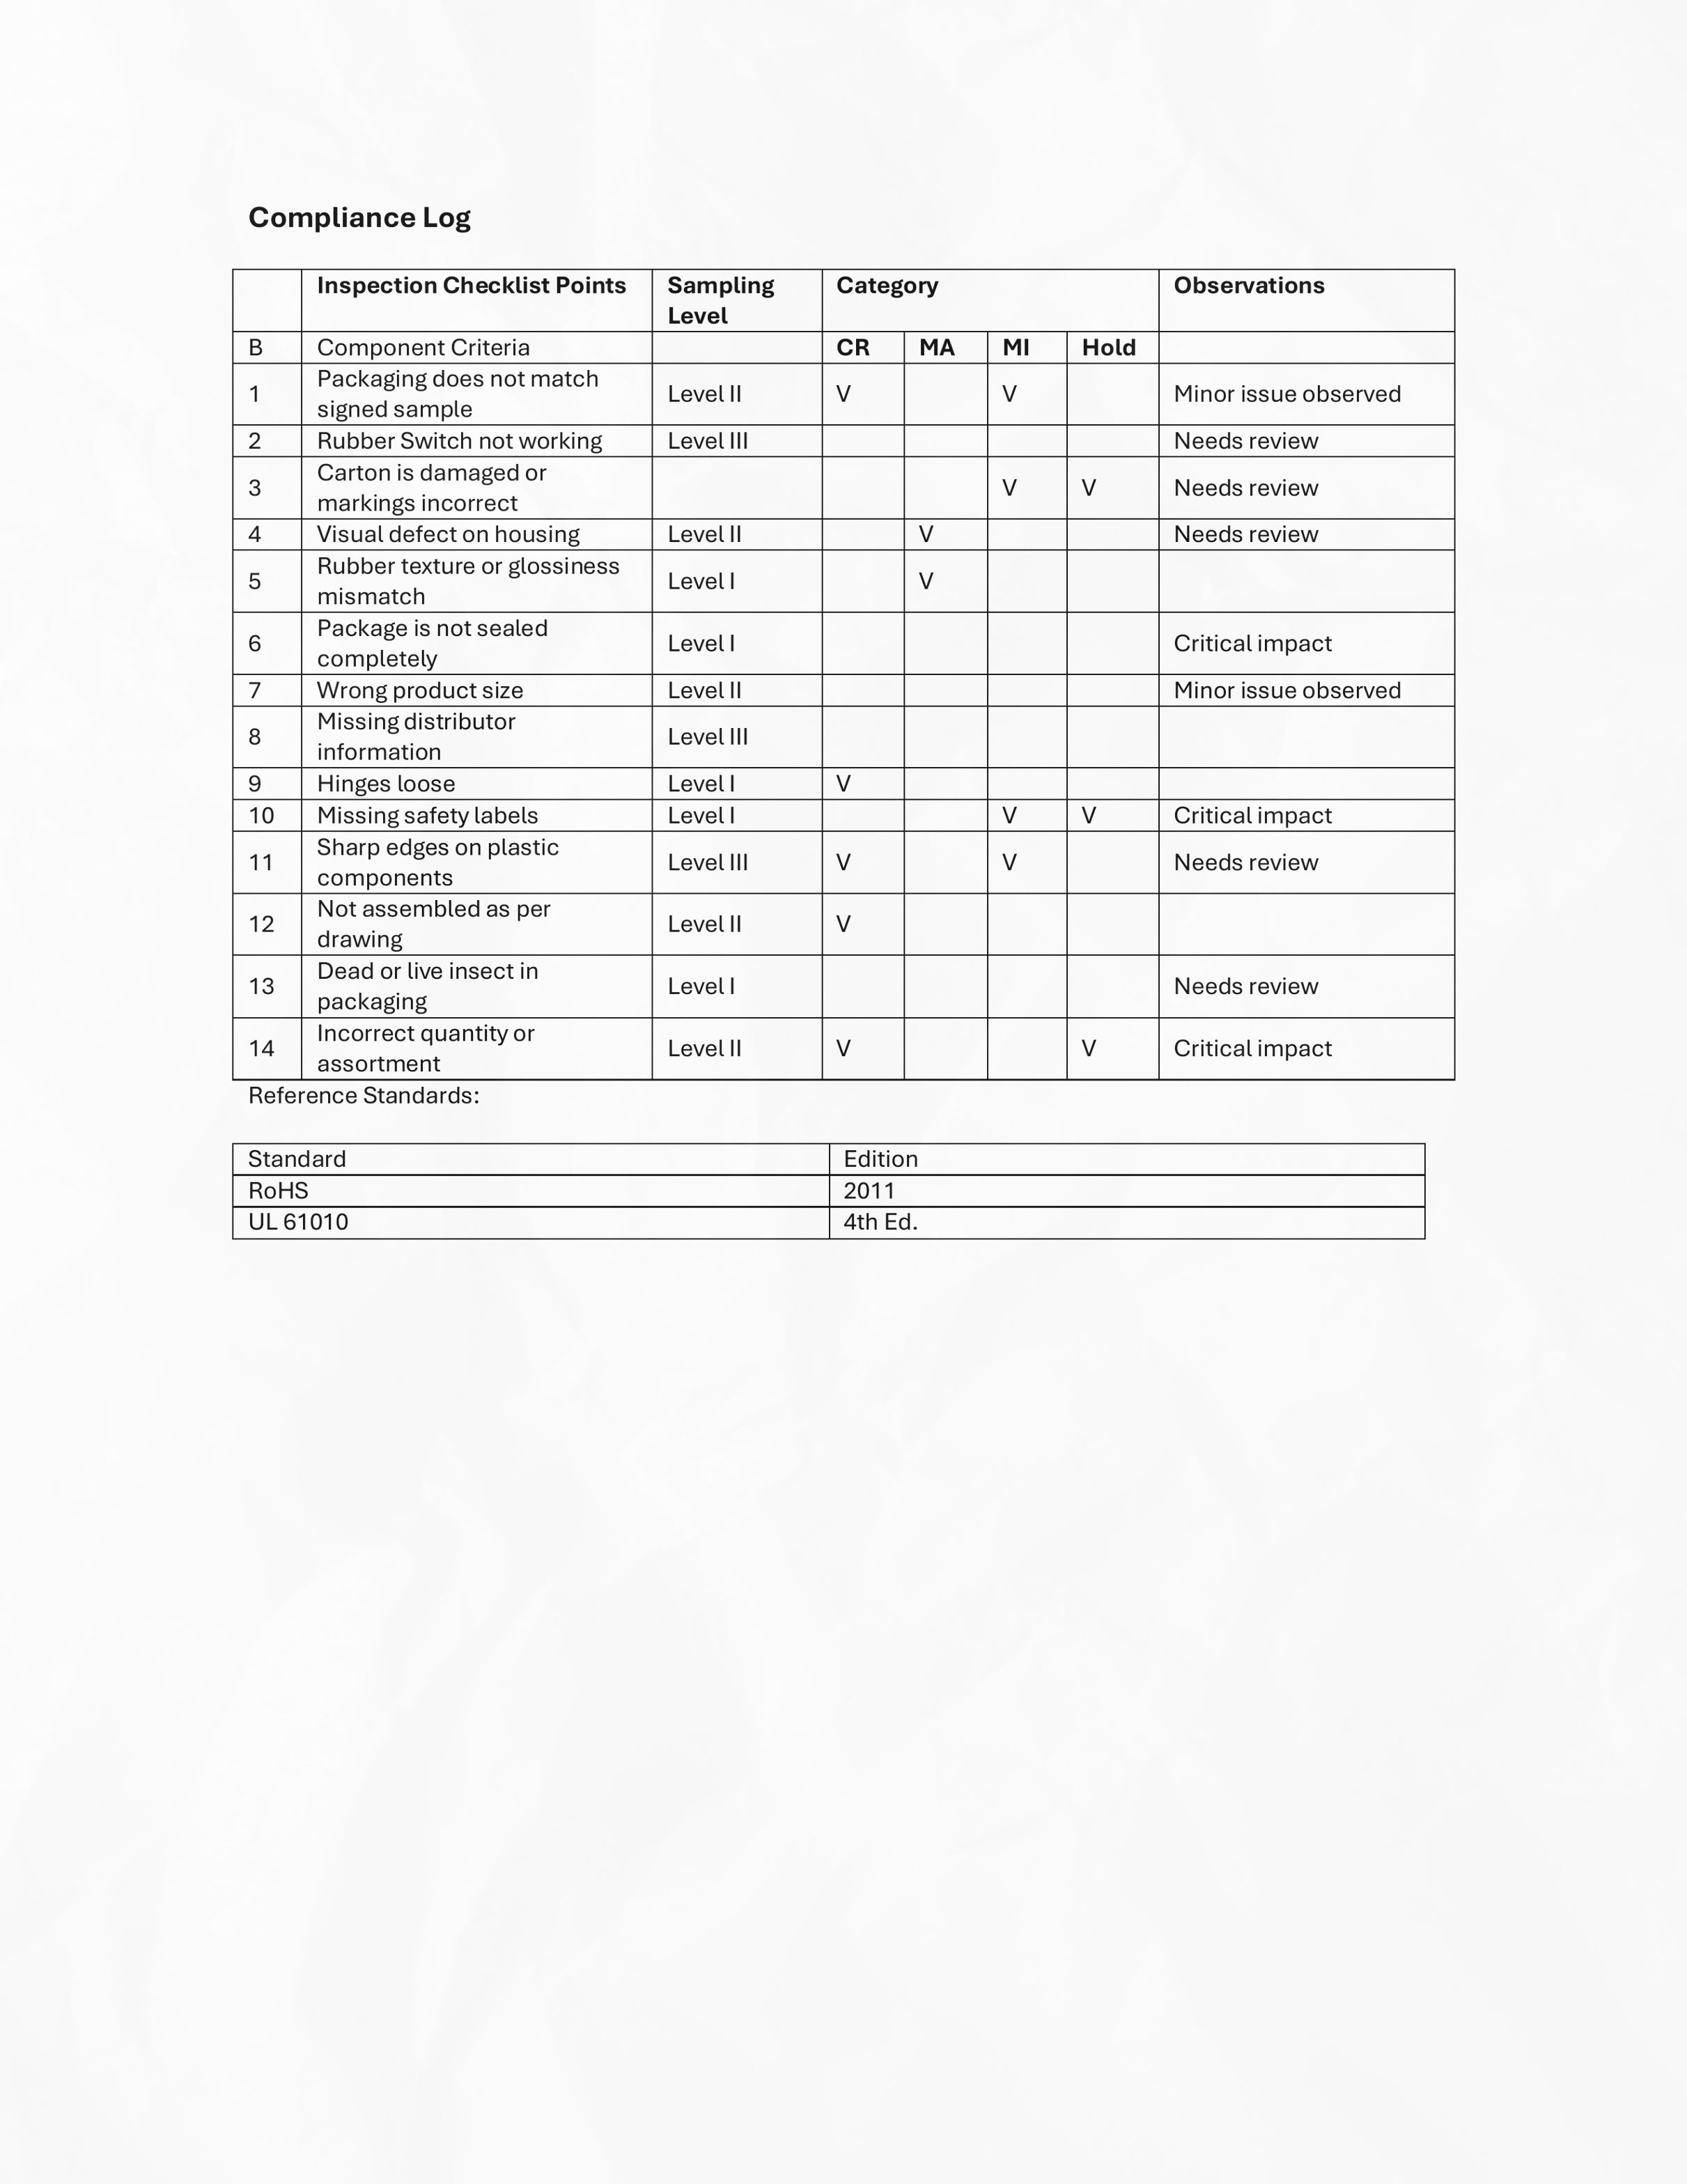 Compliance Log
Inspection Checklist Points Sampling Level Category Observations
B Component Criteria CR MA MI Hold
1 Packaging does not match signed sample Level II V V Minor issue observed
2 Rubber Switch not working Level III Needs review
3 Carton is damaged or markings incorrect V V Needs review
4 Visual defect on housing Level II V Needs review
5 Rubber texture or glossiness mismatch Level I V
6 Package is not sealed completely Level I Critical impact
7 Wrong product size Level II Minor issue observed
8 Missing distributor information Level III
9 Hinges loose Level I V
10 Missing safety labels Level I V V Critical impact
11 Sharp edges on plastic components Level III V V Needs review
12 Not assembled as per drawing Level II V
13 Dead or live insect in packaging Level I Needs review
14 Incorrect quantity or assortment Level II V V Critical impact
Reference Standards:
Standard Edition
RoHS 2011
UL 61010 4th Ed.